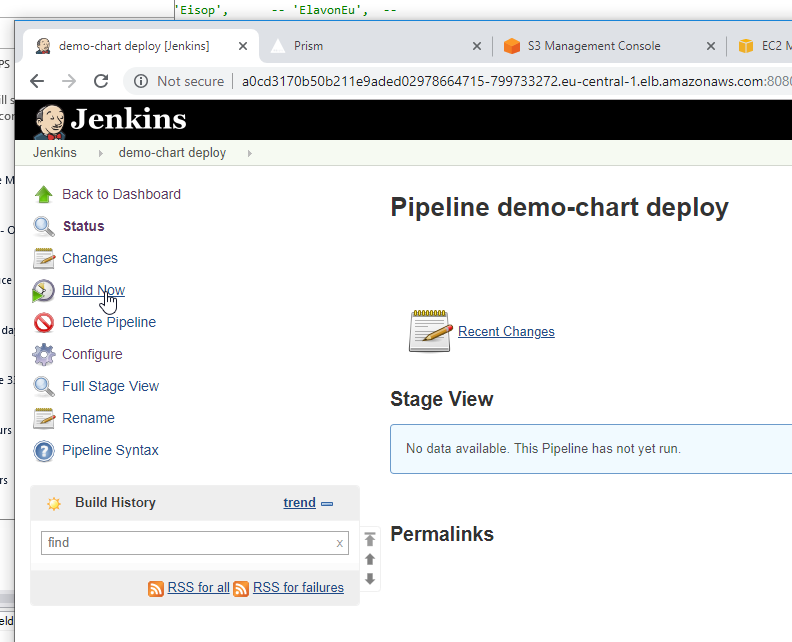 'Eisop', -- 'ElavonEu', --
demo-chart deploy [Jenkins]
Prism
S3 Management Console
EC2 M
Not secure
a0cd3170b50b211e9aded02978664715-799733272.eu-central-1.elb.amazonaws.com:8080
Jenkins
Jenkins
demo-chart deploy
Back to Dashboard
Status
Changes
Build Now
Delete Pipeline
Configure
Full Stage View
Rename
Pipeline Syntax
Build History
trend
find
x
RSS for all
RSS for failures
Pipeline demo-chart deploy
Recent Changes
Stage View
No data available. This Pipeline has not yet run.
Permalinks